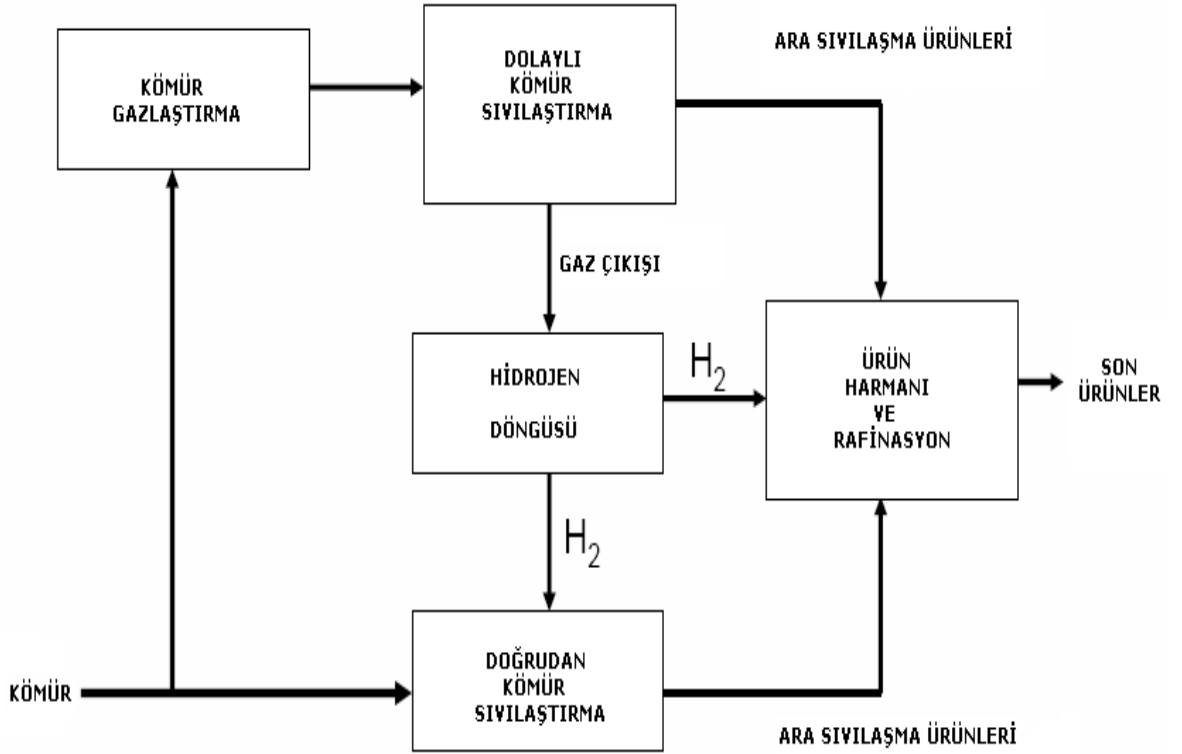 ARA SIVILAŞMA ÜRÜNLERİ
KÖMÜR
GAZLAŞTIRMA
DOLAYLI
KÖMÜR
SIVILAŞTIRMA
GAZ ÇIKIŞI
HİDROJEN
DÖNGÜSÜ
H₂
ÜRÜN
HARMANI
VE
RAFİNASYON
SON
ÜRÜNLER
H₂
KÖMÜR
DOĞRUDAN
KÖMÜR
SIVILAŞTIRMA
ARA SIVILAŞMA ÜRÜNLERİ